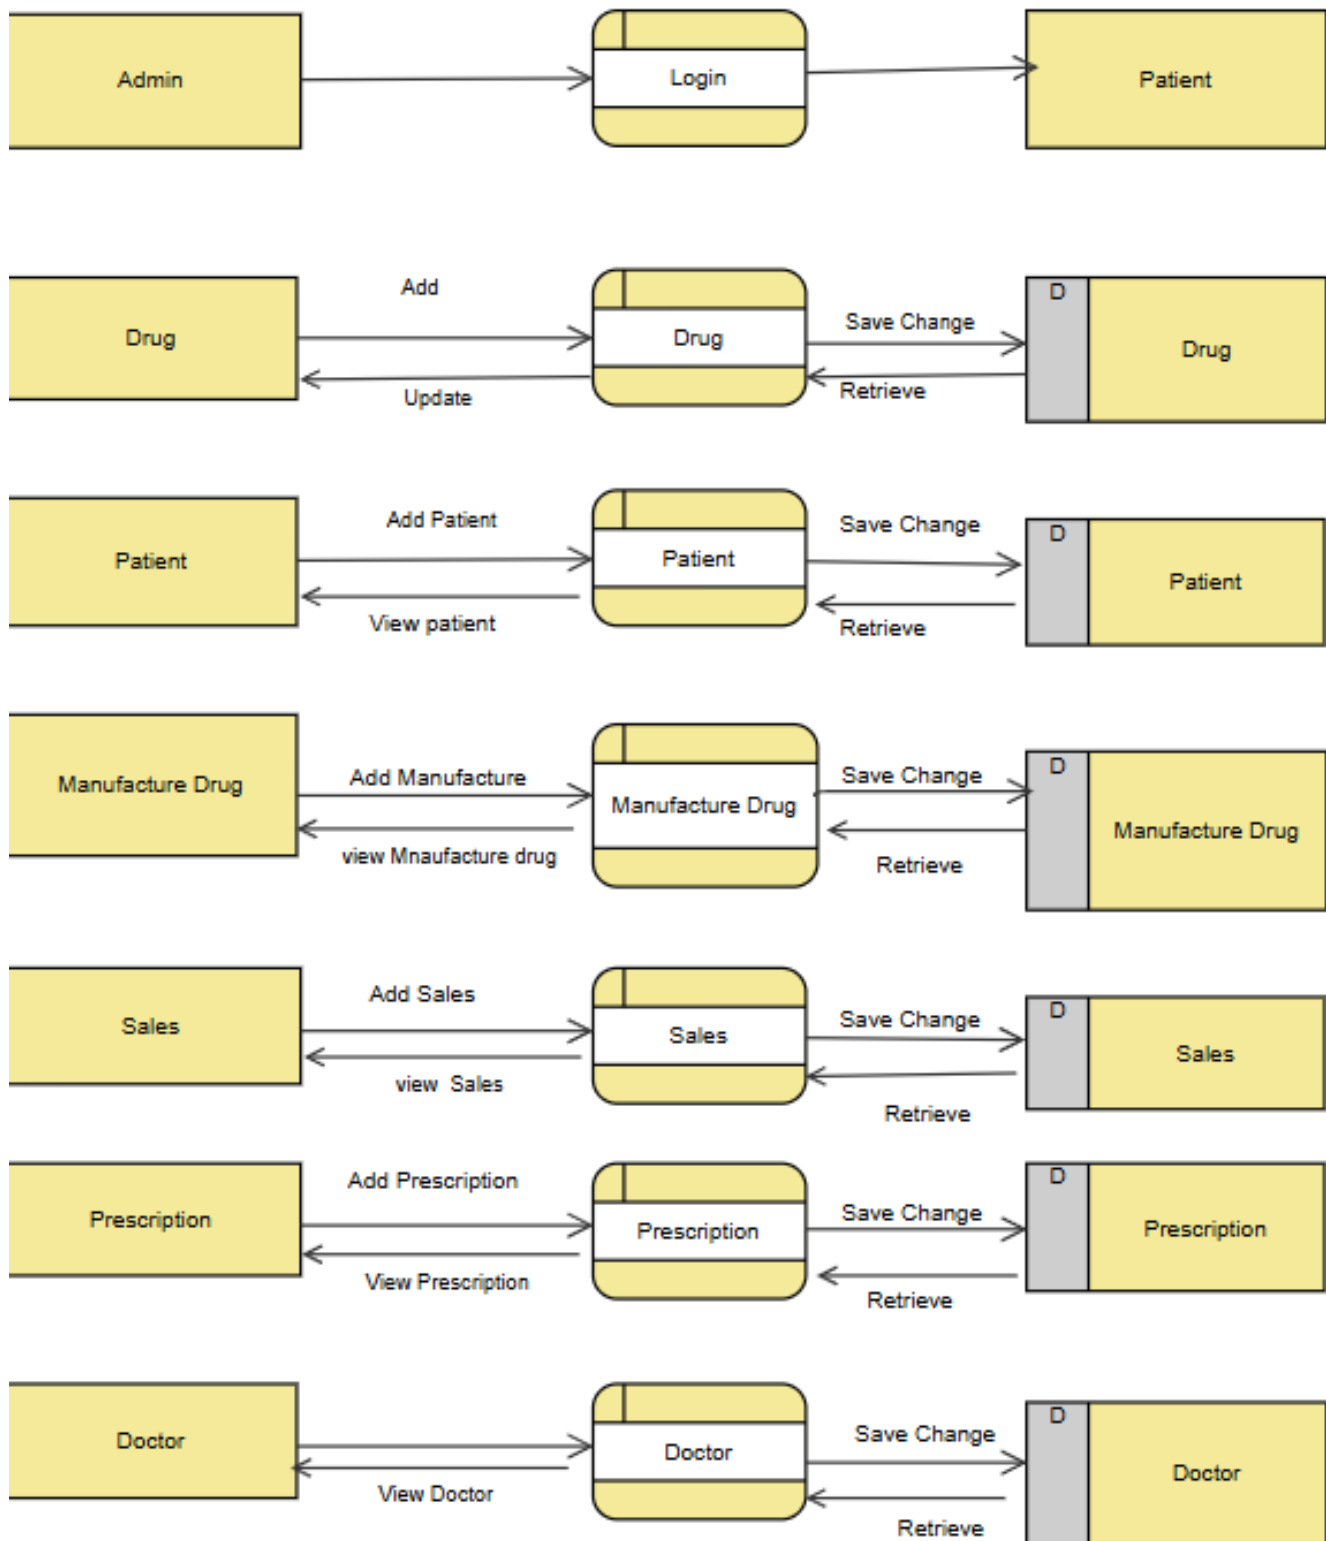 Admin
Login
Patient
Drug
Add
Update
Drug
Save Change
Retrieve
D
Drug
Patient
Add Patient
View patient
Patient
Save Change
Retrieve
D
Patient
Manufacture Drug
Add Manufacture
view Mnaufacture drug
Manufacture Drug
Save Change
Retrieve
D
Manufacture Drug
Sales
Add Sales
view Sales
Sales
Save Change
Retrieve
D
Sales
Prescription
Add Prescription
View Prescription
Prescription
Save Change
Retrieve
D
Prescription
Doctor
View Doctor
Doctor
Save Change
Retrieve
D
Doctor